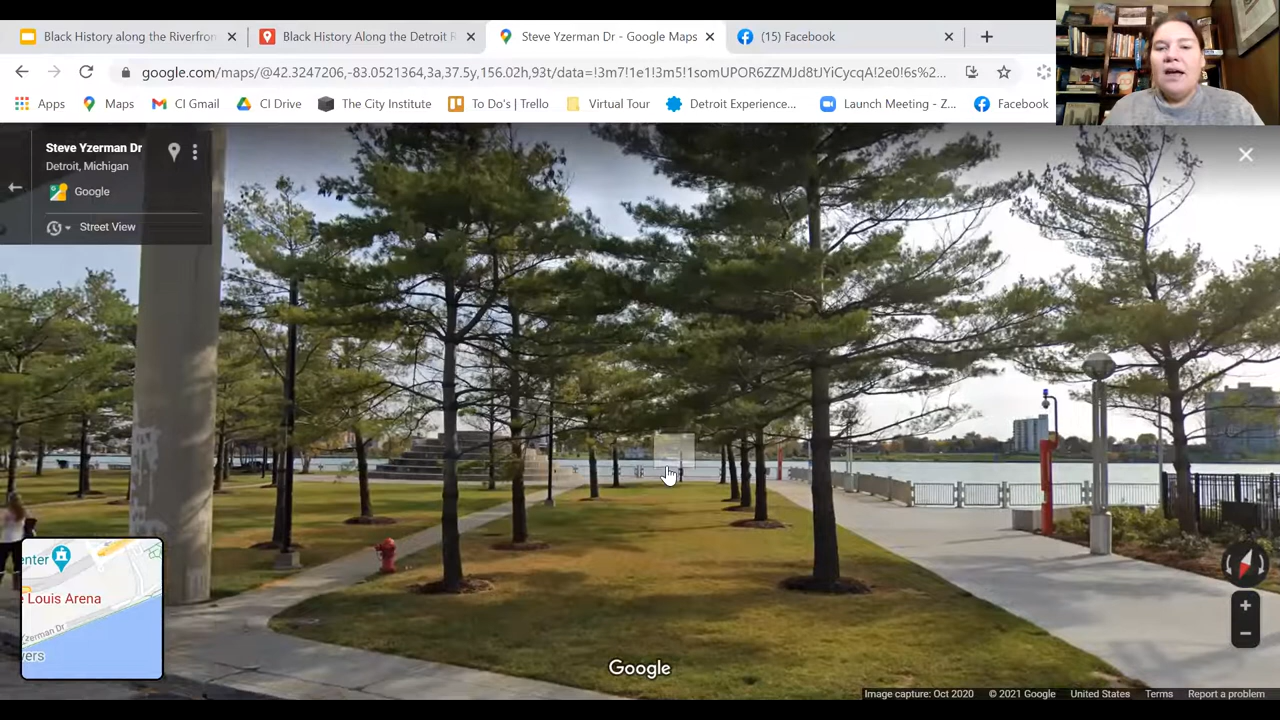 Black History along the Riverfron
Black History Along the Detroit R
Steve Yzerman Dr - Google Maps
(15) Facebook
google.com/maps/@42.3247206,-83.0521364,3a,37.3y,156.02h,93t/data=!3m7!1e1!3m5!1somUPOR6ZZMJd8tJYiCycqA!2e0!6s%2...
Apps
Maps
CI Gmail
CI Drive
The City Institute
To Do's | Trello
Virtual Tour
Detroit Experience...
Launch Meeting - Z...
Facebook
Steve Yzerman Dr
Detroit, Michigan
Google
Street View
enter
Louis Arena
Yzerman Dr
vers
Google
Image capture: Oct 2020 © 2021 Google United States Terms Report a problem